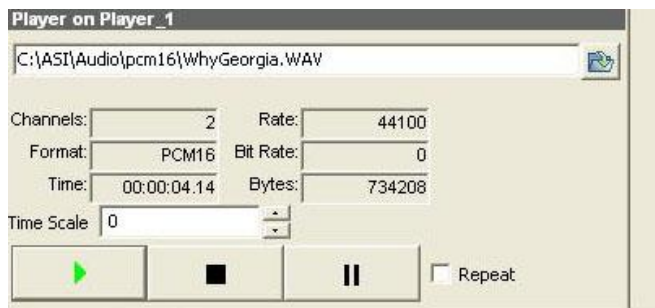 Player on Player_1
C:\ASI\Audio\pcm16\WhyGeorgia.WAV
Channels: 2 Rate: 44100
Format: PCM16 Bit Rate: 0
Time: 00:00:04.14 Bytes: 734208
Time Scale 0
Repeat